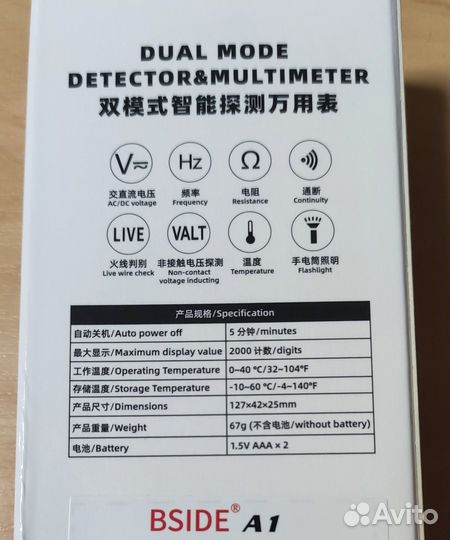 DUAL MODE
DETECTOR&MULTIMETER
双模式智能探测万用表
V Hz Ω
交直流电压 频率 电阻 通断
AC/DC voltage Frequency Resistance Continuity
LIVE VALT
火线判别 非接触电压探测 温度 手电筒照明
Live wire check Non-contact Temperature Flashlight
voltage inducting
产品规格/Specification
自动关机/Auto power off 5 分钟/minutes
最大显示/Maximum display value 2000 计数/digits
工作温度/Operating Temperature 0~40 ℃/32~104℉
存储温度/Storage Temperature -10~60 ℃/-4~140℉
产品尺寸/Dimensions 127×42×25mm
产品重量/Weight 67g (不含电池/without battery)
电池/Battery 1.5V AAA × 2
BSIDE® A1
Avito